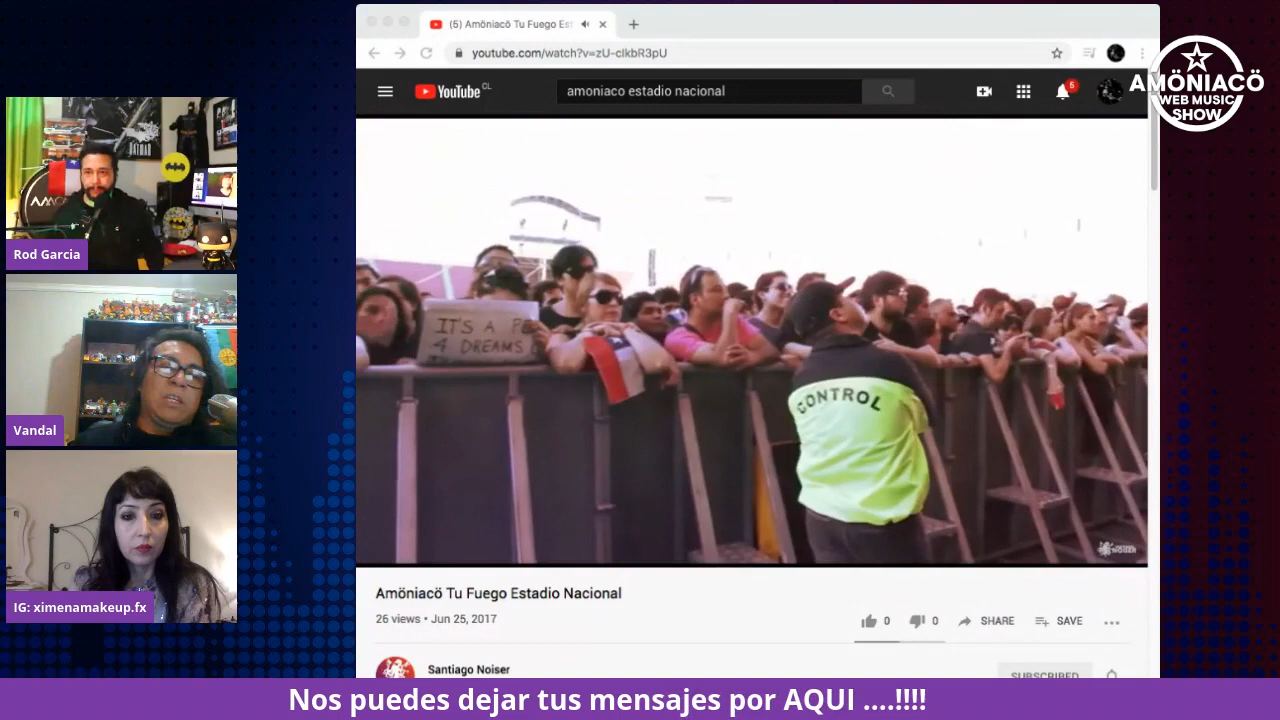 (5) Amöniacö Tu Fuego Est
youtube.com/watch?v=zU-clkbR3pU
YouTube CL
amoniaco estadio nacional
5
AMÖNIACÖ
WEB MUSIC
SHOW
BATMAN
Rod Garcia
Vandal
IG: ximenamakeup.fx
IT'S A PE
4 DREAMS
CONTROL
Amöniacö Tu Fuego Estadio Nacional
26 views • Jun 25, 2017
0
0
SHARE
SAVE
Santiago Noiser
SUBSCRIBED
Nos puedes dejar tus mensajes por AQUI ....!!!!